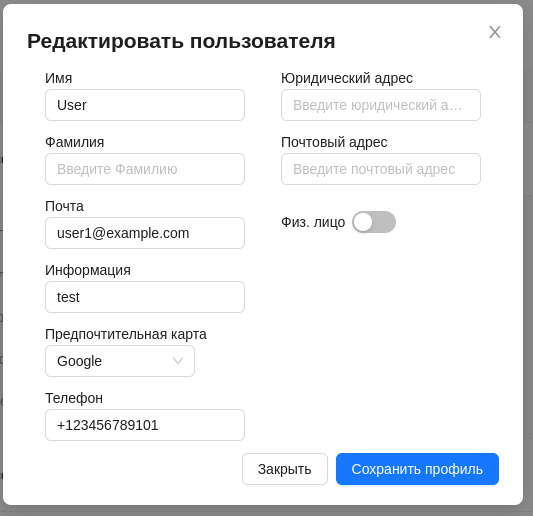 Редактировать пользователя
Имя
User
Фамилия
Введите Фамилию
Почта
user1@example.com
Информация
test
Предпочтительная карта
Google
Телефон
+123456789101
Юридический адрес
Введите юридический а...
Почтовый адрес
Введите почтовый адрес
Физ. лицо
Закрыть
Сохранить профиль